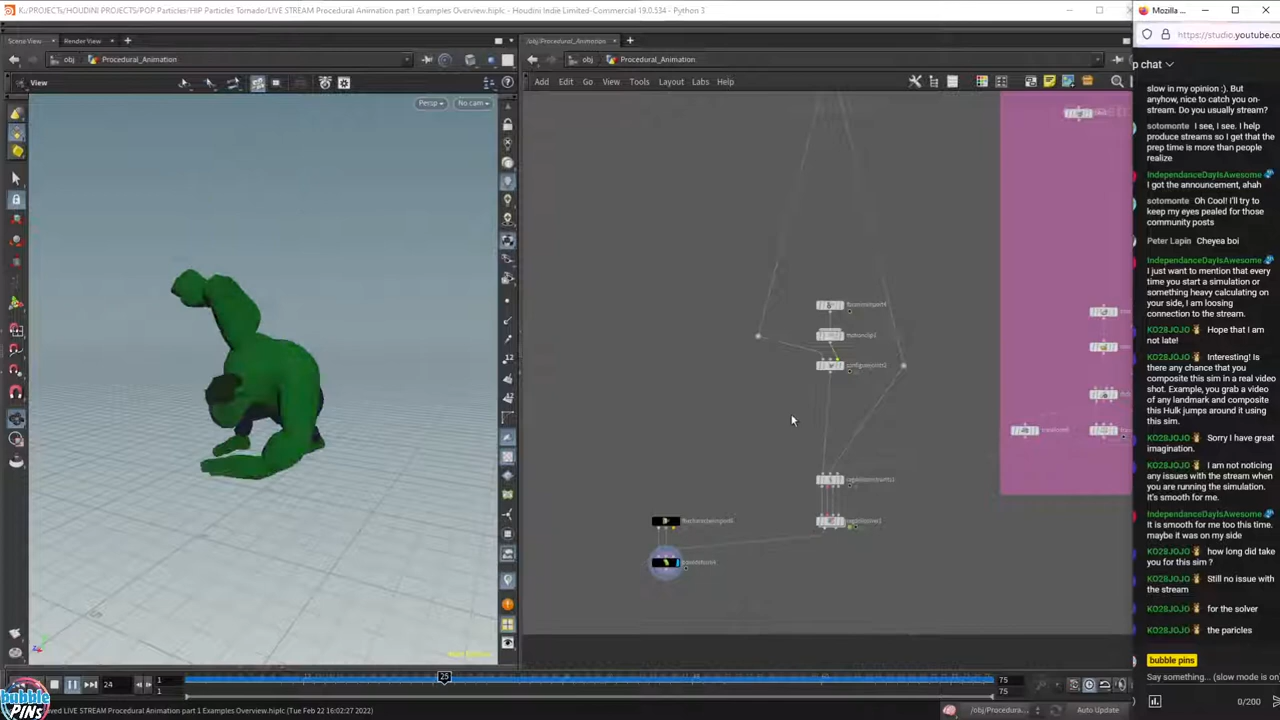 K:/PROJECTs/HOUDINI PROJECTS/POP Particles/HIP Particles Tornado/LIVE STREAM Procedural Animation part 1 Examples Overview.hiplc - Houdini Indie Limited-Commercial 19.0.534 - Python 3
Mozilla ...
Scene View
Render View
/obj/Procedural_Animation
https://studio.youtube.co
obj
Procedural_Animation
obj
Procedural_Animation
p chat
View
Add
Edit
Go
View
Tools
Layout
Labs
Help
Persp
No cam
slow in my opinion :). But
anyhow, nice to catch you on-
stream. Do you usually stream?
sotomonte I see, I see. I help
produce streams so I get that the
prep time is more than people
realize
IndependanceDayIsAwesome
I got the announcement, ahah
sotomonte Oh Cool! I'll try to
keep my eyes pealed for those
community posts
Peter Lapin Cheyea boi
IndependanceDayIsAwesome
I just want to mention that every
time you start a simulation or
something heavy calculating on
your side, I am loosing
connection to the stream.
KO28JOJO Hope that I am
not late!
KO28JOJO Interesting! Is
there any chance that you
composite this sim in a real video
shot. Example, you grab a video
of any landmark and composite
this Hulk jumps around it using
this sim.
KO28JOJO Sorry I have great
imagination.
KO28JOJO I am not noticing
any issues with the stream when
you are running the simulation.
It's smooth for me.
IndependanceDayIsAwesome
It is smooth for me too this time.
maybe it was on my side
KO28JOJO how long did take
you for this sim ?
KO28JOJO Still no issue with
the stream
KO28JOJO for the solver
KO28JOJO the paricles
bubble pins
Say something... (slow mode is on)
0/200
motionclip1
24
1
1
25
75
75
bubble
PINS
LIVE STREAM Procedural Animation part 1 Examples Overview.hiplc (Tue Feb 22 16:02:27 2022)
/obj/Procedura...
Auto Update